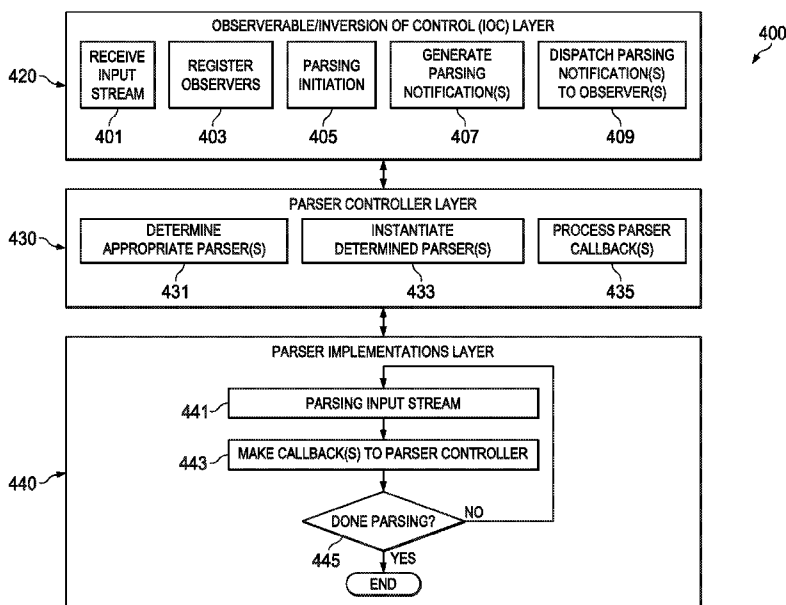 OBSERVERABLE/INVERSION OF CONTROL (IOC) LAYER
400
420
RECEIVE
INPUT
STREAM
401
REGISTER
OBSERVERS
403
PARSING
INITIATION
405
GENERATE
PARSING
NOTIFICATION(S)
407
DISPATCH PARSING
NOTIFICATION(S)
TO OBSERVER(S)
409
PARSER CONTROLLER LAYER
430
DETERMINE
APPROPRIATE PARSER(S)
431
INSTANTIATE
DETERMINED PARSER(S)
433
PROCESS PARSER
CALLBACK(S)
435
PARSER IMPLEMENTATIONS LAYER
440
441
PARSING INPUT STREAM
443
MAKE CALLBACK(S) TO PARSER CONTROLLER
DONE PARSING?
NO
445
YES
END